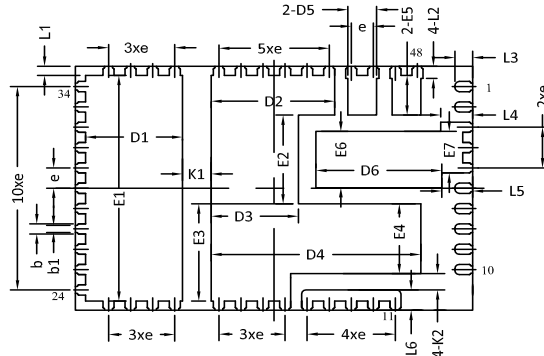 2-D5
L1
3xe
5xe
e
2-E5
48
4-L2
L3
34
1
D2
L4
D1
E2
E6
E7
2xe
10xe
e
K1
D6
E1
L5
D3
E3
E4
b
b1
D4
24
10
11
3xe
3xe
4xe
L6
4-K2